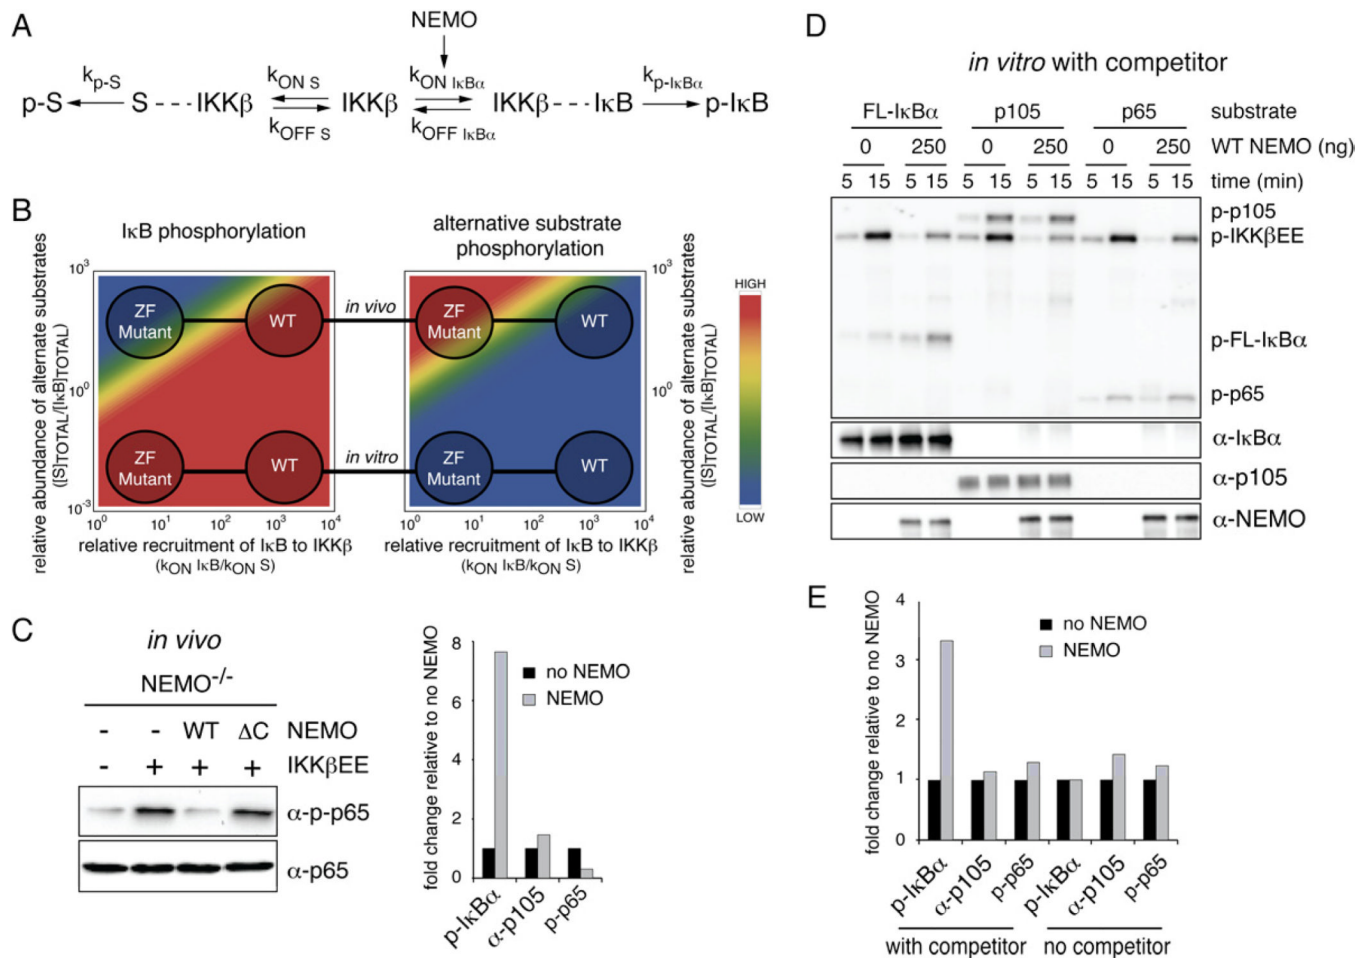 A
NEMO
k p-S
k ON S
k ON IκBα
k p-IκBα
p-S S --- IKKβ IKKβ IKKβ --- IκB p-IκB
k OFF S
k OFF IκBα
B
IκB phosphorylation
alternative substrate
phosphorylation
relative abundance of alternate substrates
([S]TOTAL/[IκB]TOTAL)
10³
10⁰
10⁻³
ZF
Mutant
WT
in vivo
ZF
Mutant
WT
ZF
Mutant
WT
in vitro
ZF
Mutant
WT
10⁰ 10¹ 10² 10³ 10⁴
relative recruitment of IκB to IKKβ
(kON IκB/kON S)
10⁰ 10¹ 10² 10³ 10⁴
relative recruitment of IκB to IKKβ
(kON IκB/kON S)
10³
10⁰
10⁻³
relative abundance of alternate substrates
([S]TOTAL/[IκB]TOTAL)
HIGH
LOW
C
in vivo
NEMO-/-
- - WT ΔC NEMO
- + + + IKKβEE
α-p-p65
α-p65
fold change relative to no NEMO
8
6
4
2
0
no NEMO
NEMO
p-IκBα
α-p105
p-p65
D
in vitro with competitor
FL-IκBα p105 p65 substrate
0 250 0 250 0 250 WT NEMO (ng)
5 15 5 15 5 15 5 15 5 15 5 15 time (min)
p-p105
p-IKKβEE
p-FL-IκBα
p-p65
α-IκBα
α-p105
α-NEMO
E
fold change relative to no NEMO
4
3
2
1
0
no NEMO
NEMO
p-IκBα
α-p105
p-p65
p-IκBα
α-p105
p-p65
with competitor
no competitor